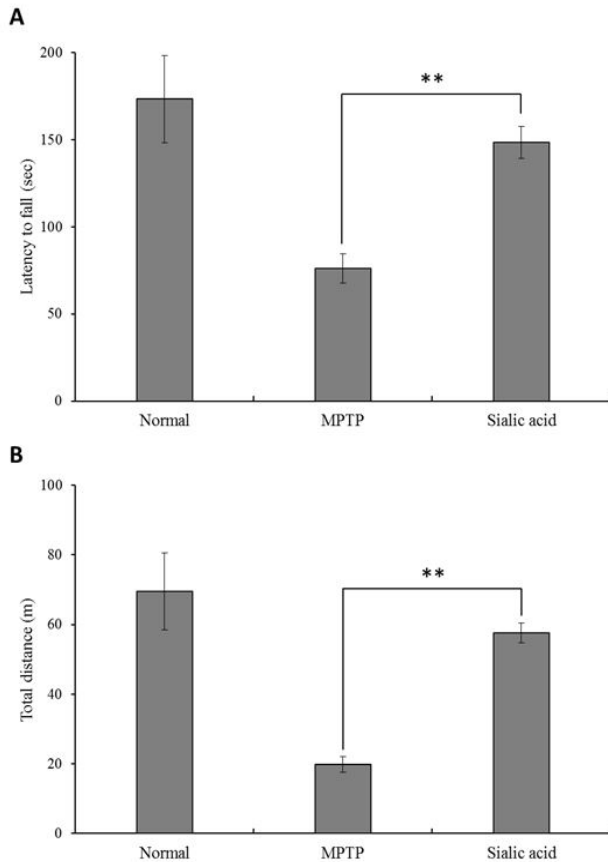 A
200
150
100
50
0
Latency to fall (sec)
**
Normal MPTP Sialic acid
B
100
80
60
40
20
0
Total distance (m)
**
Normal MPTP Sialic acid